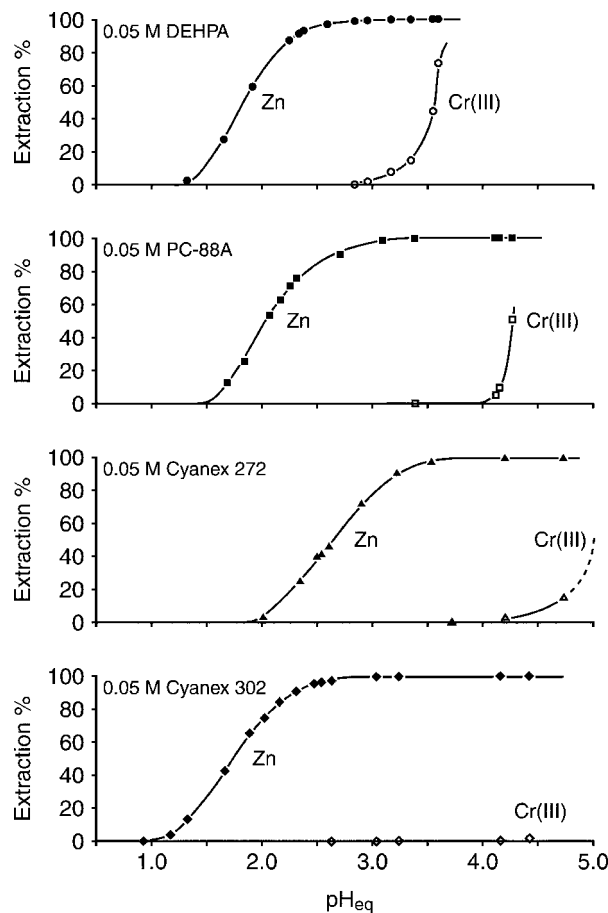 0.05 M DEHPA
Extraction %
100
80
60
40
20
0
Zn
Cr(III)
0.05 M PC-88A
Extraction %
100
80
60
40
20
0
Zn
Cr(III)
0.05 M Cyanex 272
Extraction %
100
80
60
40
20
0
Zn
Cr(III)
0.05 M Cyanex 302
Extraction %
100
80
60
40
20
0
Zn
Cr(III)
1.0 2.0 3.0 4.0 5.0
pHeq